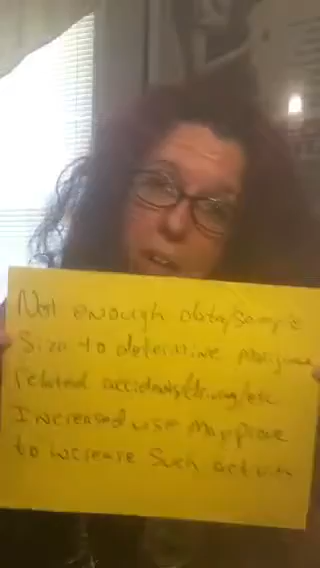 Not enough data/sample
Size to determine marijuana
related accidents/driving/etc
Increased use may prove
to increase such